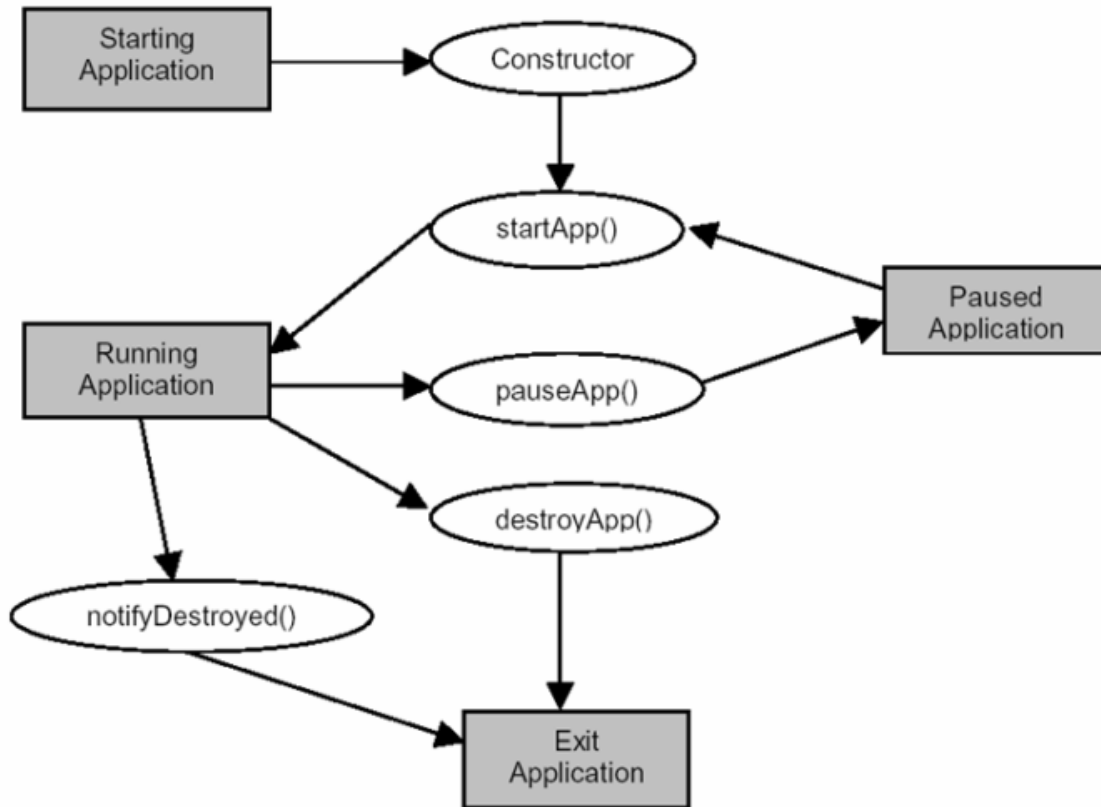 Starting
Application
Constructor
startApp()
Paused
Application
Running
Application
pauseApp()
destroyApp()
notifyDestroyed()
Exit
Application